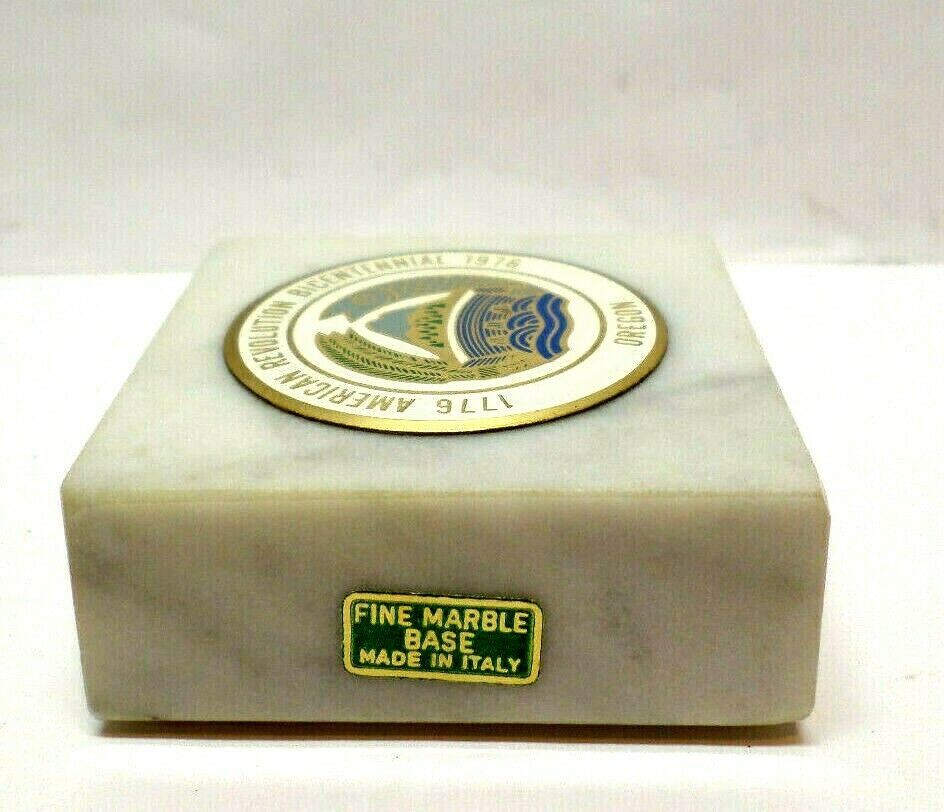 1776 AMERICAN REVOLUTION BICENTENNIAL 1976
OREGON
FINE MARBLE
BASE
MADE IN ITALY